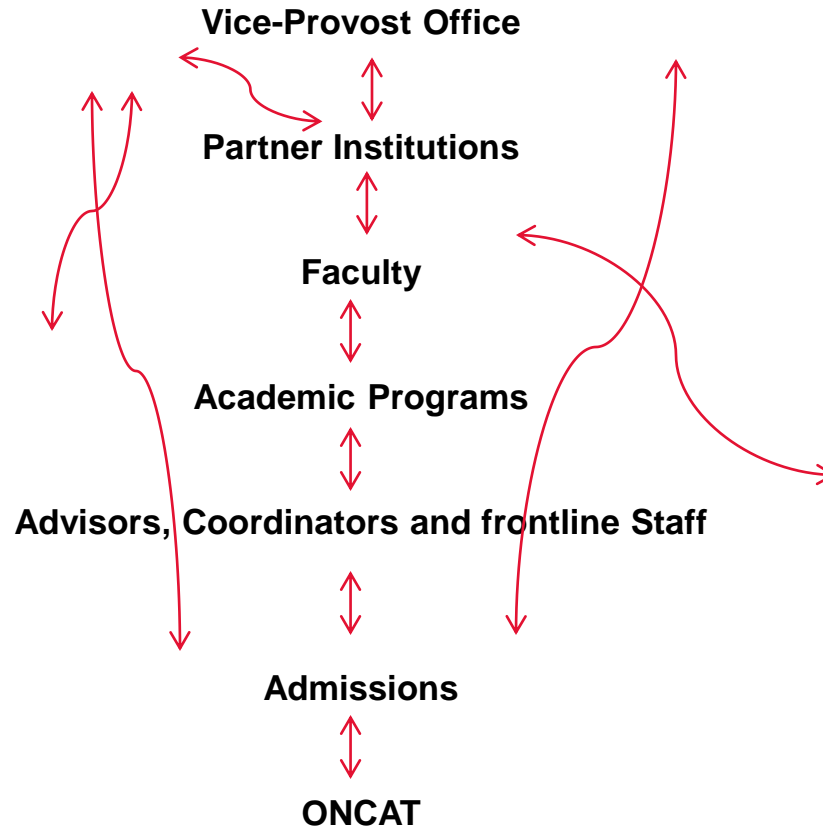 Vice-Provost Office
Partner Institutions
Faculty
Academic Programs
Advisors, Coordinators and frontline Staff
Admissions
ONCAT